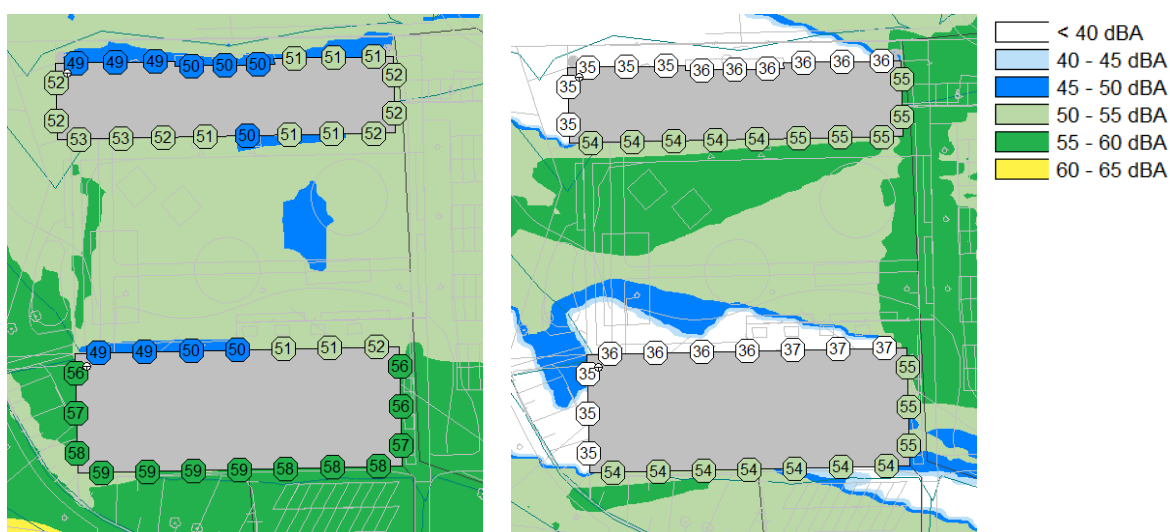 49 49 49 50 50 50 51 51 51
52 52
52 52
53 53 52 51 50 51 51 52
49 49 50 50 51 51 52
56 56
57 56
58 57
59 59 59 59 58 58 58
35 35 35 36 36 36 36 36 36
35 55
35 55
54 54 54 54 54 55 55 55
36 36 36 36 37 37 37
35 55
35 55
35 55
54 54 54 54 54 54 54
< 40 dBA
40 - 45 dBA
45 - 50 dBA
50 - 55 dBA
55 - 60 dBA
60 - 65 dBA